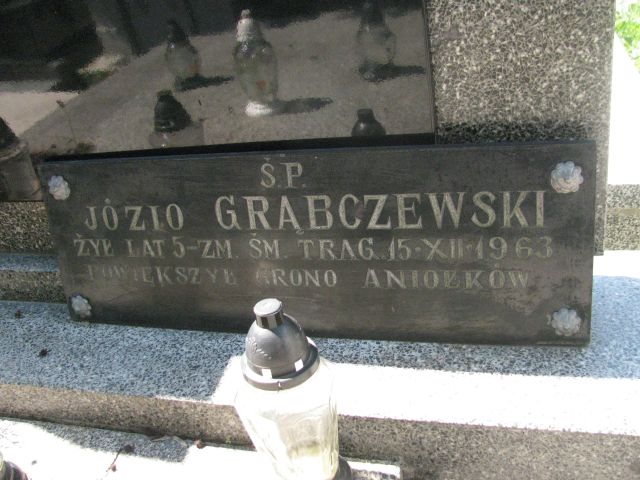 Ś.P.
JÓZIO GRĄBCZEWSKI
ŻYŁ LAT 5-ZM. ŚM. TRAG. 15·XII·1963
POWIĘKSZYŁ GRONO ANIOŁKÓW